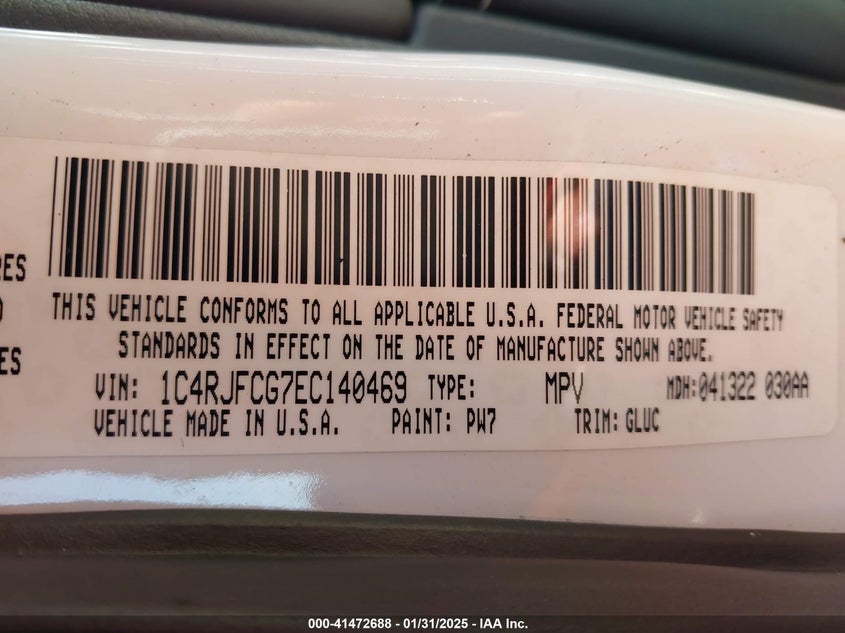 RES
THIS VEHICLE CONFORMS TO ALL APPLICABLE U.S.A. FEDERAL MOTOR VEHICLE SAFETY
STANDARDS IN EFFECT ON THE DATE OF MANUFACTURE SHOWN ABOVE.
ES
VIN: 1C4RJFCG7EC140469 TYPE: MPV MDH:041322 030AA
VEHICLE MADE IN U.S.A. PAINT: PW7 TRIM: GLUC
000-41472688 - 01/31/2025 - IAA Inc.